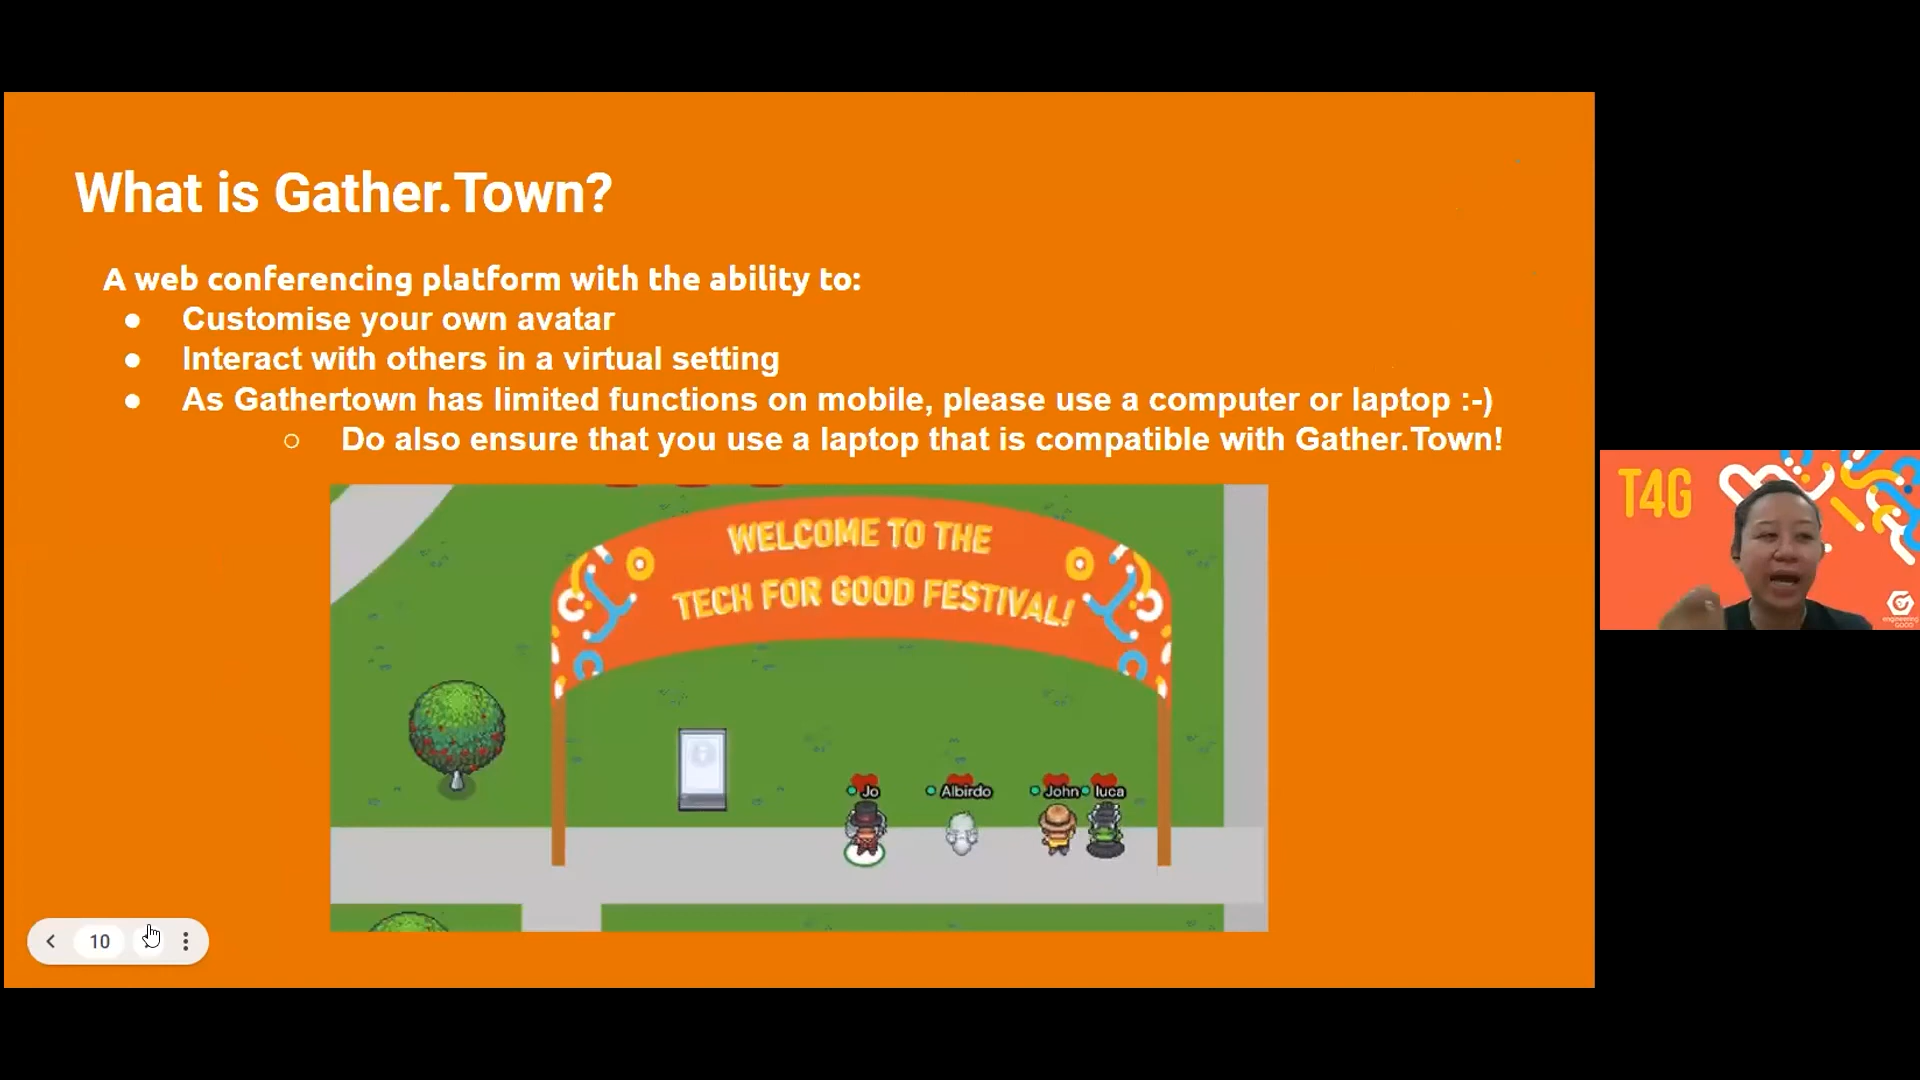 What is Gather.Town?
A web conferencing platform with the ability to:
● Customise your own avatar
● Interact with others in a virtual setting
● As Gathertown has limited functions on mobile, please use a computer or laptop :-)
○ Do also ensure that you use a laptop that is compatible with Gather.Town!
WELCOME TO THE
TECH FOR GOOD FESTIVAL!
Jo
Albirdo
John
luca
10
T4G
engineering
GOOD